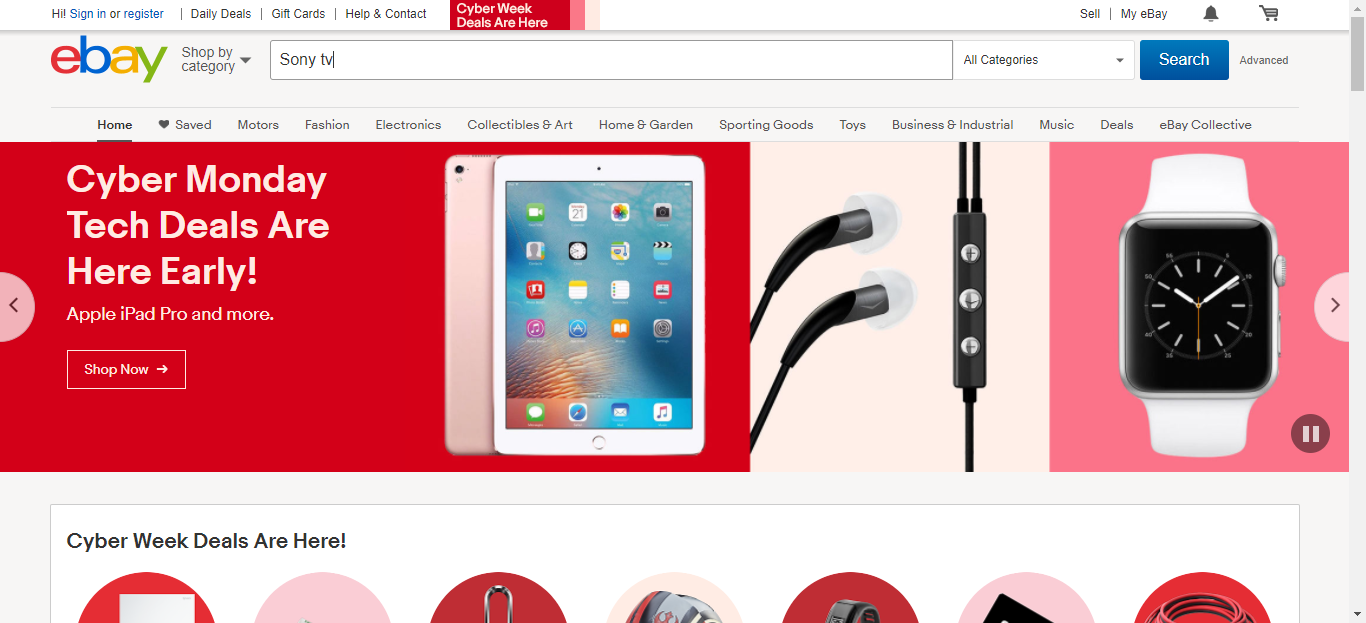 Hi! Sign in or register | Daily Deals | Gift Cards | Help & Contact
Cyber Week
Deals Are Here
Sell | My eBay
ebay
Shop by
category
Sony tv
All Categories
Search
Advanced
Home
Saved
Motors
Fashion
Electronics
Collectibles & Art
Home & Garden
Sporting Goods
Toys
Business & Industrial
Music
Deals
eBay Collective
Cyber Monday
Tech Deals Are
Here Early!
Apple iPad Pro and more.
Shop Now →
Cyber Week Deals Are Here!